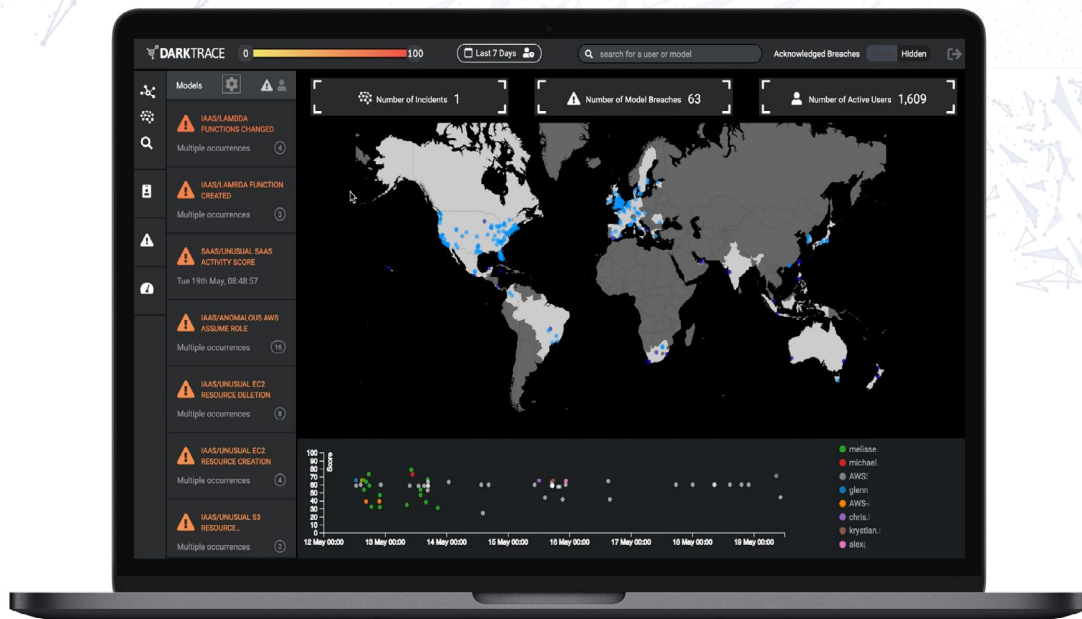 DARKTRACE
0
100
Last 7 Days
search for a user or model
Acknowledged Breaches
Hidden
Models
Number of Incidents 1
Number of Model Breaches 63
Number of Active Users 1,609
IAAS/LAMBDA
FUNCTIONS CHANGED
Multiple occurrences 4
IAAS/LAMBDA FUNCTION
CREATED
Multiple occurrences 3
SAAS/UNUSUAL SAAS
ACTIVITY SCORE
Tue 19th May, 08:48:57
IAAS/ANOMALOUS AWS
ASSUME ROLE
Multiple occurrences 16
IAAS/UNUSUAL EC2
RESOURCE DELETION
Multiple occurrences 8
IAAS/UNUSUAL EC2
RESOURCE CREATION
Multiple occurrences 4
IAAS/UNUSUAL S3
RESOURCE...
Multiple occurrences 2
Score
100
90
80
70
60
50
40
30
20
10
0
12 May 00:00 13 May 00:00 14 May 00:00 15 May 00:00 16 May 00:00 17 May 00:00 18 May 00:00 19 May 00:00
melisse
michael
AWS
glenn
AWS-
chris.
krystian.
alex